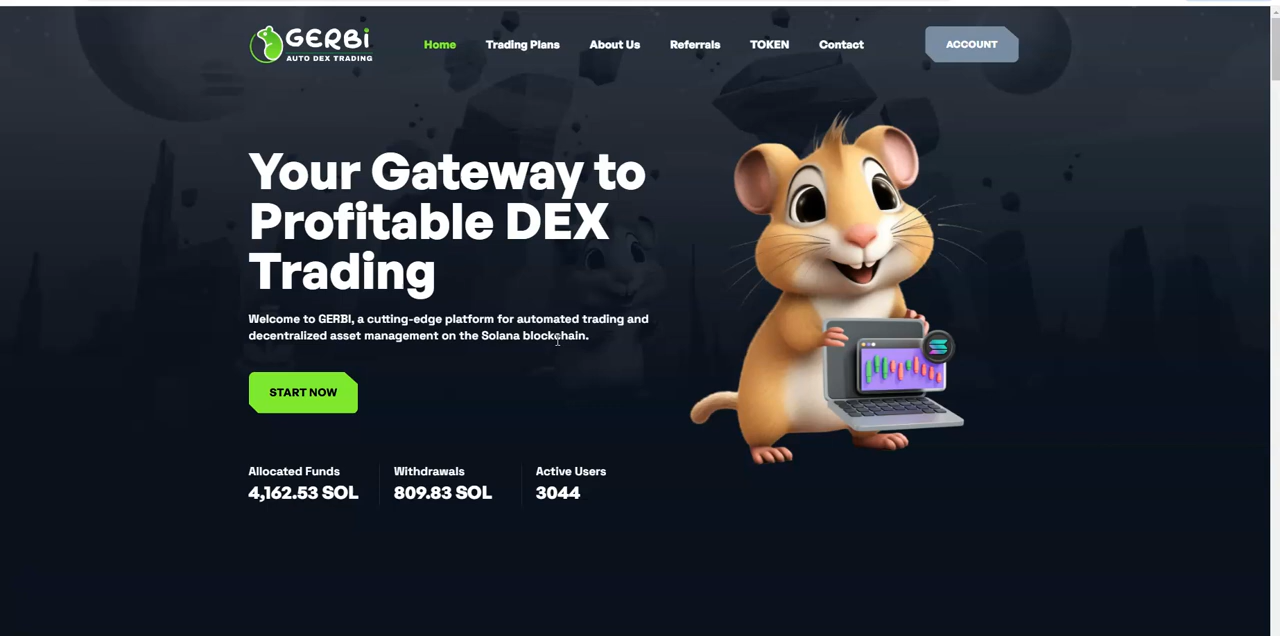 GERBi
AUTO DEX TRADING
Home
Trading Plans
About Us
Referrals
TOKEN
Contact
ACCOUNT
Your Gateway to
Profitable DEX
Trading
Welcome to GERBI, a cutting-edge platform for automated trading and
decentralized asset management on the Solana blockchain.
START NOW
Allocated Funds
4,162.53 SOL
Withdrawals
809.83 SOL
Active Users
3044